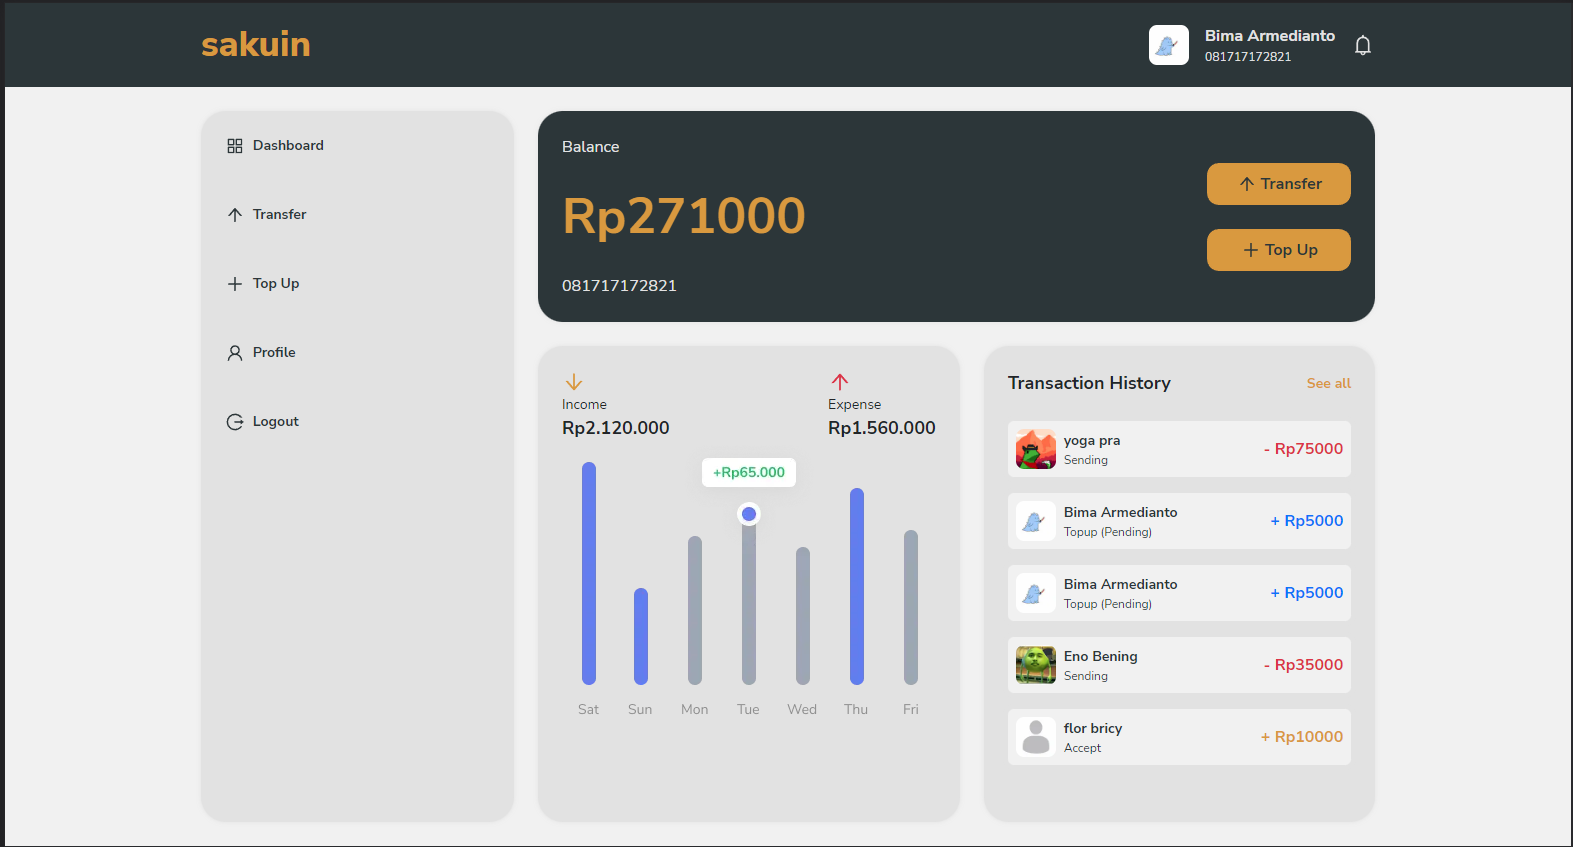 sakuin
Bima Armedianto
081717172821
Dashboard
Transfer
Top Up
Profile
Logout
Balance
Rp271000
081717172821
Transfer
Top Up
Income
Rp2.120.000
Expense
Rp1.560.000
+Rp65.000
Sat Sun Mon Tue Wed Thu Fri
Transaction History
See all
yoga pra
Sending
- Rp75000
Bima Armedianto
Topup (Pending)
+ Rp5000
Bima Armedianto
Topup (Pending)
+ Rp5000
Eno Bening
Sending
- Rp35000
flor bricy
Accept
+ Rp10000